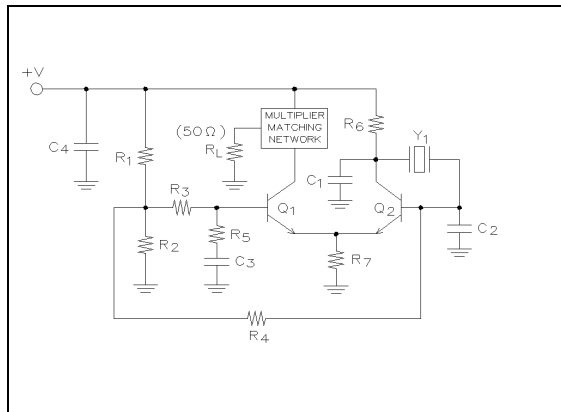 +V
C4
R1
(50Ω)
RL
MULTIPLIER
MATCHING
NETWORK
R6
Y1
C1
R3
Q1
Q2
R2
R5
C3
R7
C2
R4